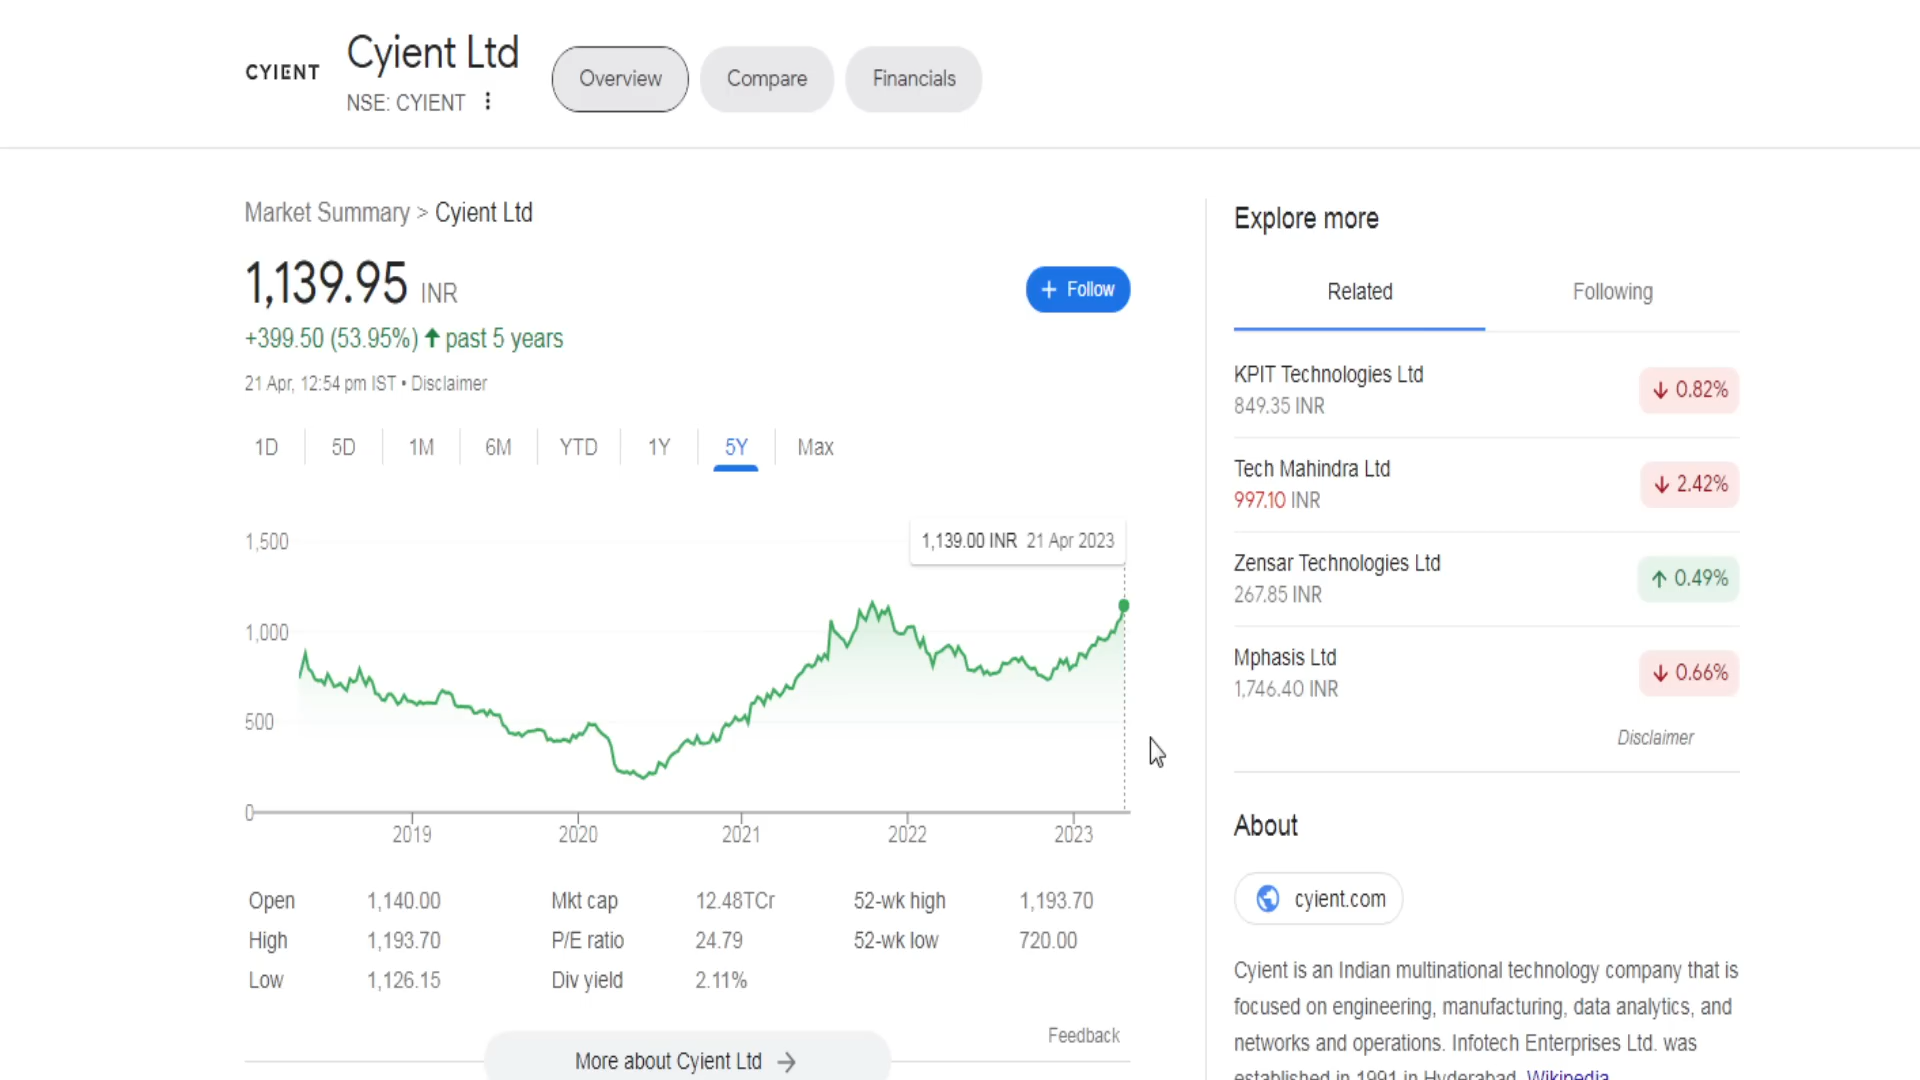 CYIENT
Cyient Ltd
NSE: CYIENT
Overview
Compare
Financials
Market Summary > Cyient Ltd
1,139.95 INR
+ Follow
+399.50 (53.95%) ↑ past 5 years
21 Apr, 12:54 pm IST • Disclaimer
1D 5D 1M 6M YTD 1Y 5Y Max
1,139.00 INR 21 Apr 2023
1,500
1,000
500
0
2019 2020 2021 2022 2023
Open 1,140.00 Mkt cap 12.48TCr 52-wk high 1,193.70
High 1,193.70 P/E ratio 24.79 52-wk low 720.00
Low 1,126.15 Div yield 2.11%
Feedback
More about Cyient Ltd →
Explore more
Related Following
KPIT Technologies Ltd
849.35 INR
↓ 0.82%
Tech Mahindra Ltd
997.10 INR
↓ 2.42%
Zensar Technologies Ltd
267.85 INR
↑ 0.49%
Mphasis Ltd
1,746.40 INR
↓ 0.66%
Disclaimer
About
cyient.com
Cyient is an Indian multinational technology company that is
focused on engineering, manufacturing, data analytics, and
networks and operations. Infotech Enterprises Ltd. was
established in 1991 in Hyderabad. Wikipedia